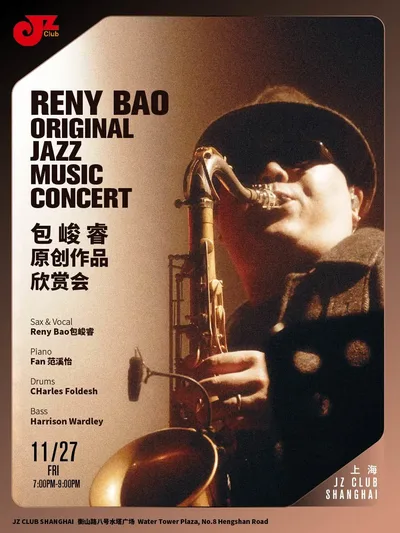 JZ
Club
RENY BAO
ORIGINAL
JAZZ
MUSIC
CONCERT
包峻睿
原创作品
欣赏会
Sax & Vocal
Reny Bao包峻睿
Piano
Fan 范溪怡
Drums
CHarles Foldesh
Bass
Harrison Wardley
11/27
FRI
7:00PM-9:00PM
上海
JZ CLUB
SHANGHAI
JZ CLUB SHANGHAI 衡山路八号水塔广场 Water Tower Plaza, No.8 Hengshan Road